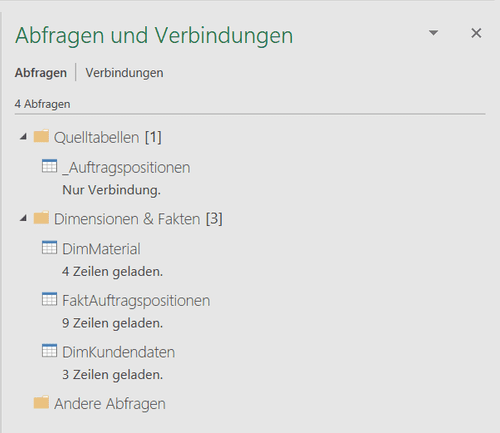 Abfragen und Verbindungen
Abfragen | Verbindungen
4 Abfragen
Quelltabellen [1]
_Auftragspositionen
Nur Verbindung.
Dimensionen & Fakten [3]
DimMaterial
4 Zeilen geladen.
FaktAuftragspositionen
9 Zeilen geladen.
DimKundendaten
3 Zeilen geladen.
Andere Abfragen